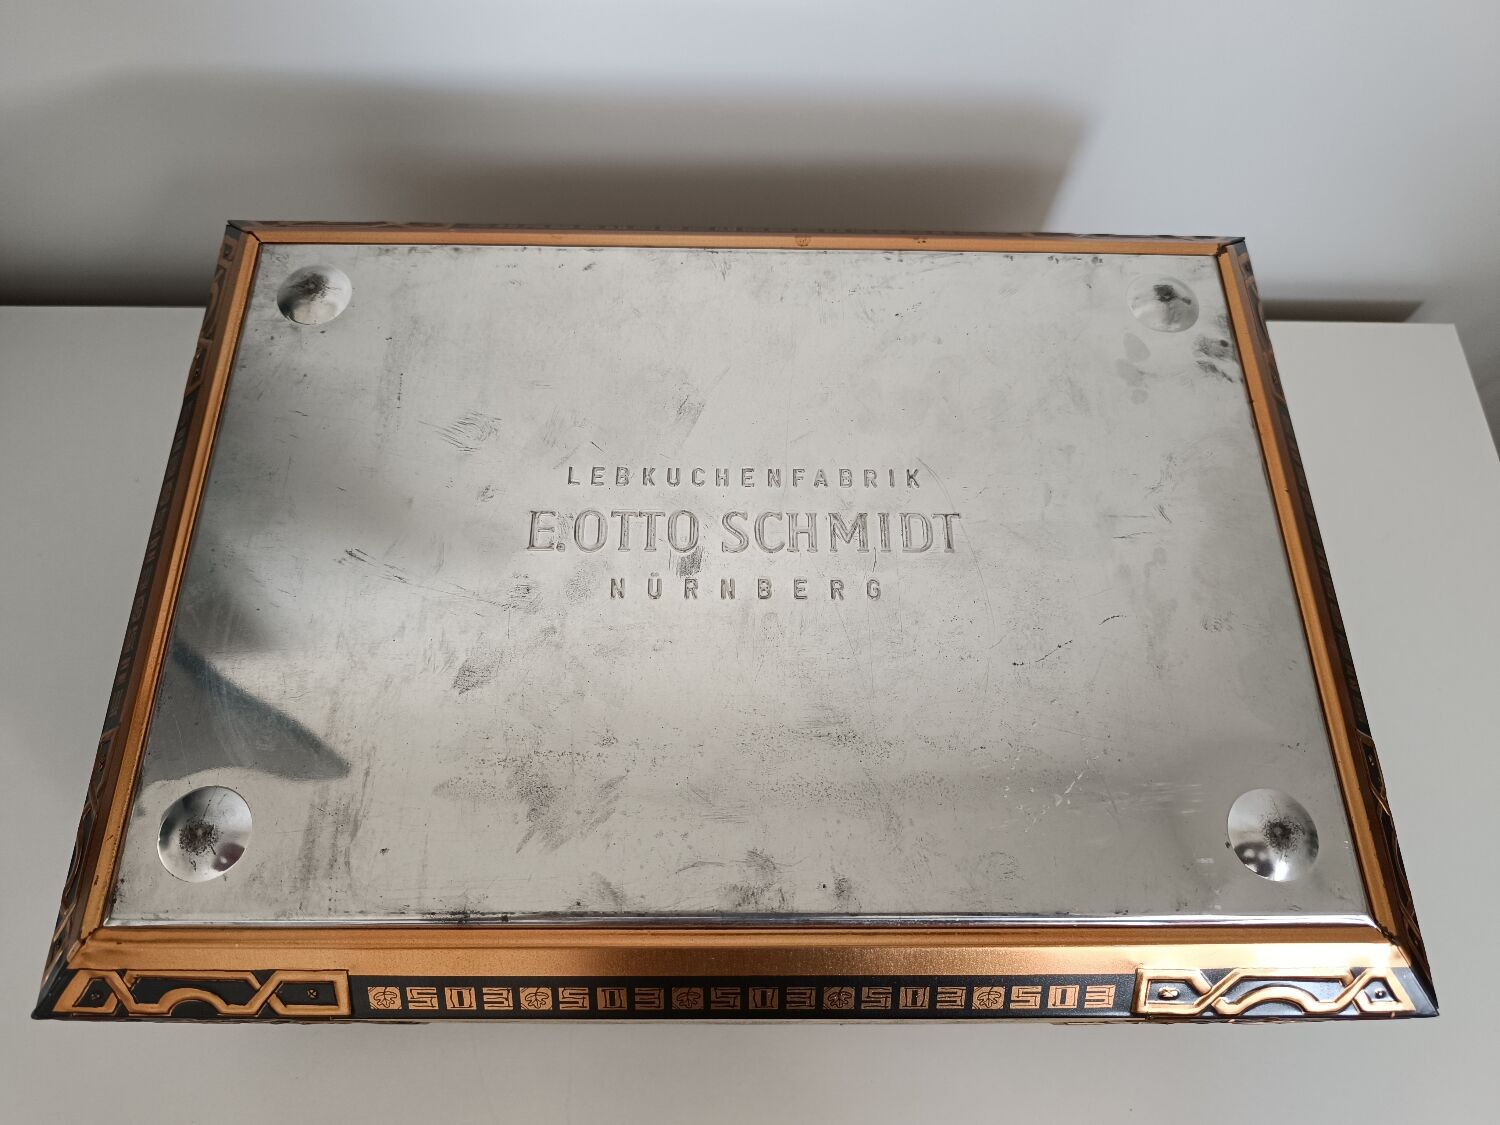 LEBKUCHENFABRIK
E. OTTO SCHMIDT
NÜRNBERG